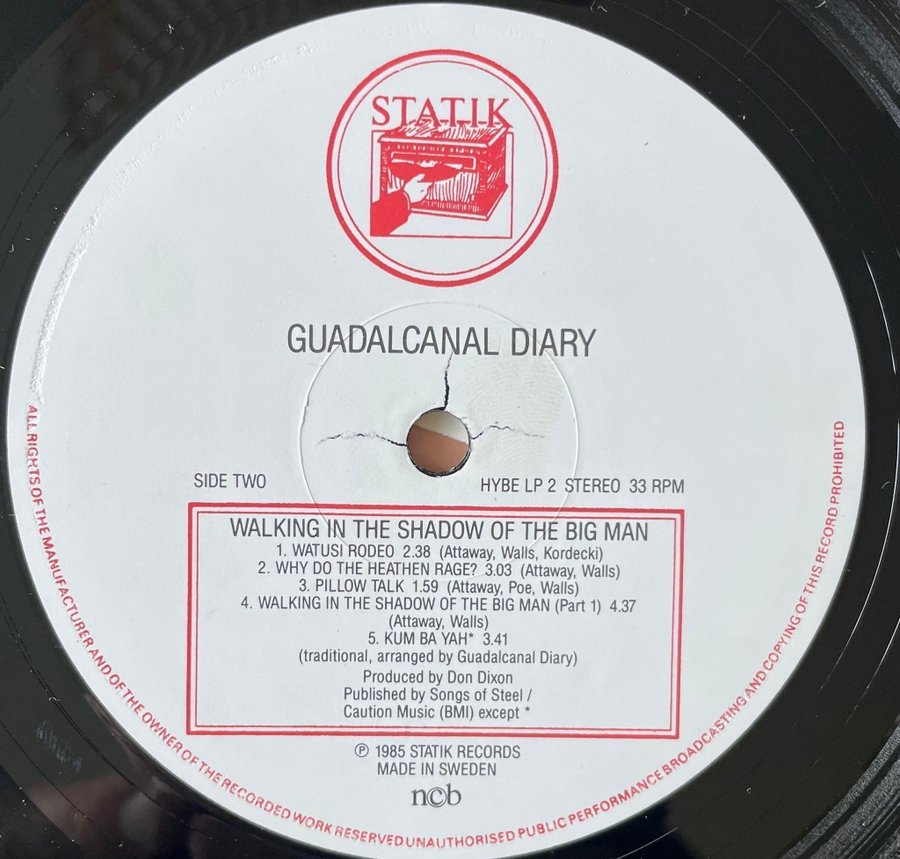 STATIK
GUADALCANAL DIARY
SIDE TWO
HYBE LP 2 STEREO 33 RPM
WALKING IN THE SHADOW OF THE BIG MAN
1. WATUSI RODEO 2.38 (Attaway, Walls, Kordecki)
2. WHY DO THE HEATHEN RAGE? 3.03 (Attaway, Walls)
3. PILLOW TALK 1.59 (Attaway, Poe, Walls)
4. WALKING IN THE SHADOW OF THE BIG MAN (Part 1) 4.37
(Attaway, Walls)
5. KUM BA YAH* 3.41
(traditional, arranged by Guadalcanal Diary)
Produced by Don Dixon
Published by Songs of Steel /
Caution Music (BMI) except *
℗ 1985 STATIK RECORDS
MADE IN SWEDEN
ncb
ALL RIGHTS OF THE MANUFACTURER AND OF THE OWNER OF THE RECORDED WORK RESERVED UNAUTHORISED PUBLIC PERFORMANCE BROADCASTING AND COPYING OF THIS RECORD PROHIBITED